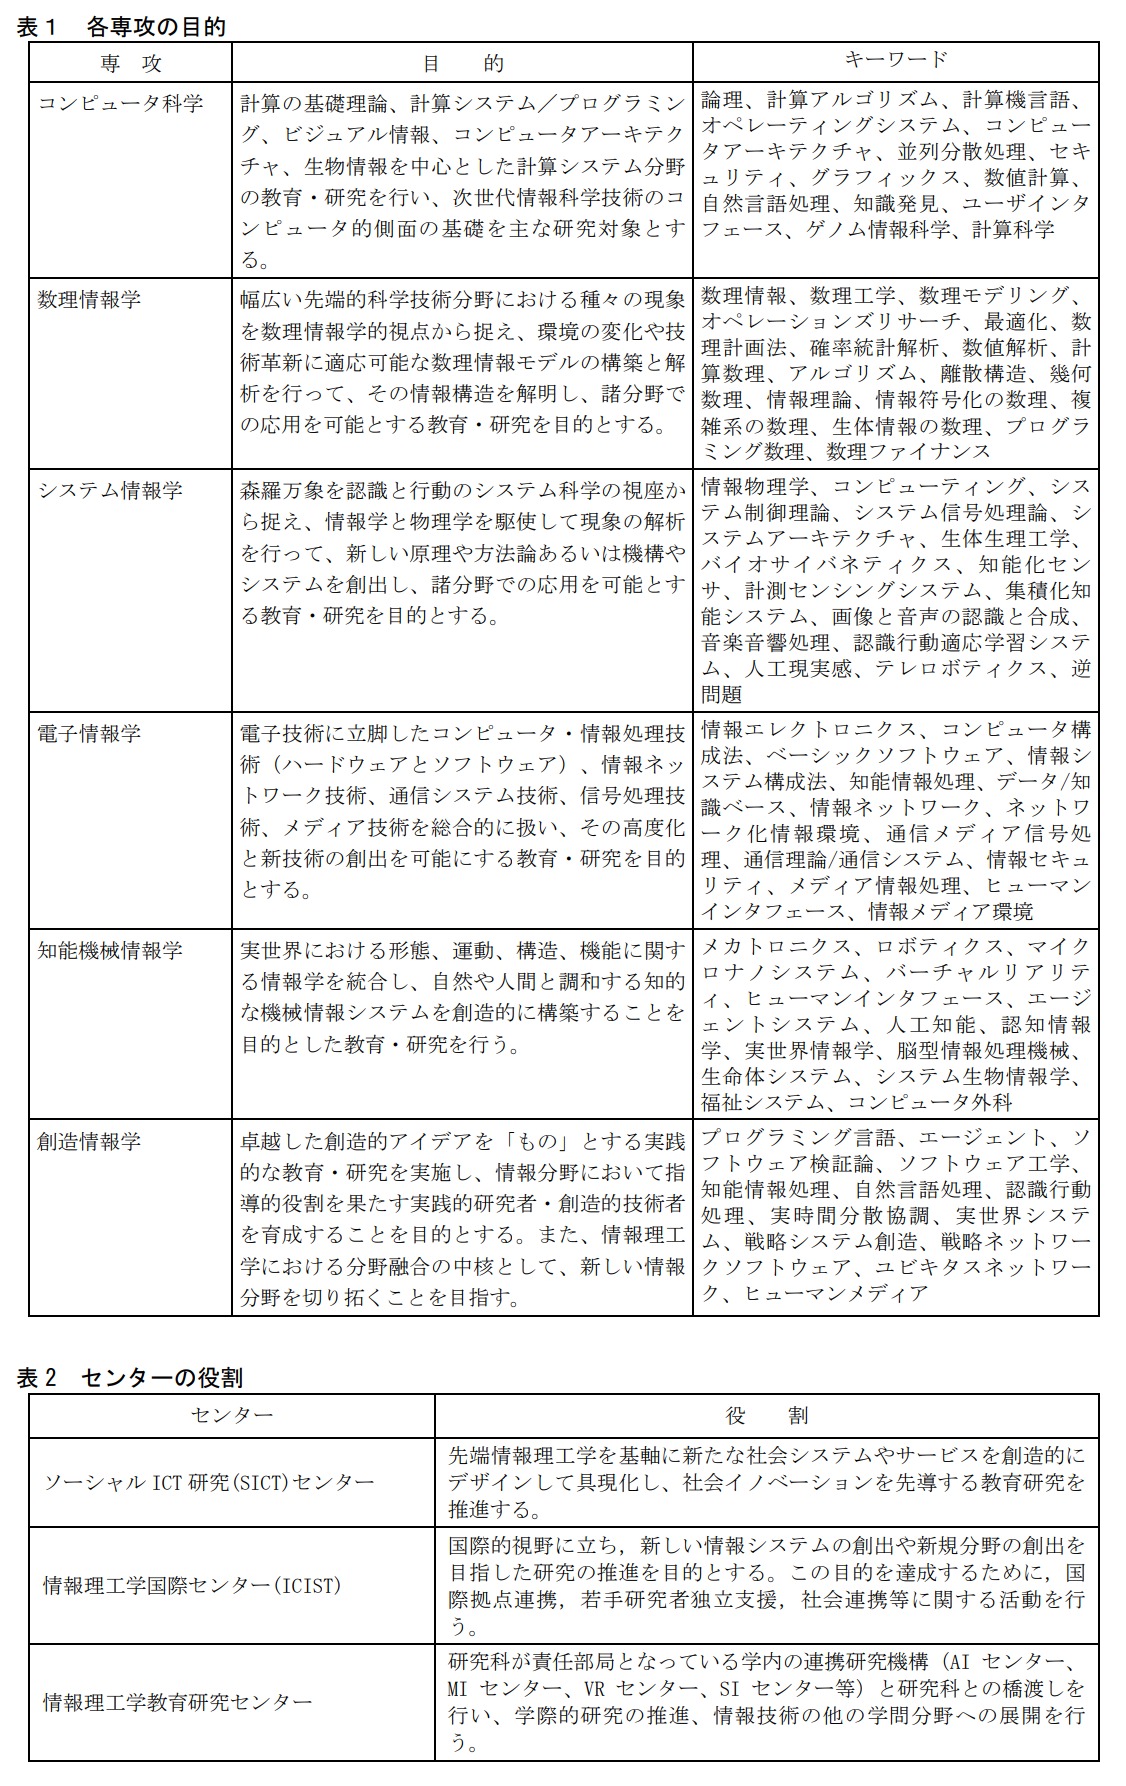 表１　各専攻の目的
専　攻
目　　的
キーワード
コンピュータ科学
計算の基礎理論、計算システム／プログラミン
グ、ビジュアル情報、コンピュータアーキテク
チャ、生物情報を中心とした計算システム分野
の教育・研究を行い、次世代情報科学技術のコ
ンピュータ的側面の基礎を主な研究対象とす
る。
論理、計算アルゴリズム、計算機言語、
オペレーティングシステム、コンピュー
タアーキテクチャ、並列分散処理、セキ
ュリティ、グラフィックス、数値計算、
自然言語処理、知識発見、ユーザインタ
フェース、ゲノム情報科学、計算科学
数理情報学
幅広い先端的科学技術分野における種々の現象
を数理情報学的視点から捉え、環境の変化や技
術革新に適応可能な数理情報モデルの構築と解
析を行って、その情報構造を解明し、諸分野で
の応用を可能とする教育・研究を目的とする。
数理情報、数理工学、数理モデリング、
オペレーションズリサーチ、最適化、数
理計画法、確率統計解析、数値解析、計
算数理、アルゴリズム、離散構造、幾何
数理、情報理論、情報符号化の数理、複
雑系の数理、生体情報の数理、プログラ
ミング数理、数理ファイナンス
システム情報学
森羅万象を認識と行動のシステム科学の視座か
ら捉え、情報学と物理学を駆使して現象の解析
を行って、新しい原理や方法論あるいは機構や
システムを創出し、諸分野での応用を可能とす
る教育・研究を目的とする。
情報物理学、コンピューティング、シス
テム制御理論、システム信号処理論、シ
ステムアーキテクチャ、生体生理工学、
バイオサイバネティクス、知能化セン
サ、計測センシングシステム、集積化知
能システム、画像と音声の認識と合成、
音楽音響処理、認識行動適応学習システ
ム、人工現実感、テレロボティクス、逆
問題
電子情報学
電子技術に立脚したコンピュータ・情報処理技
術（ハードウェアとソフトウェア）、情報ネッ
トワーク技術、通信システム技術、信号処理技
術、メディア技術を総合的に扱い、その高度化
と新技術の創出を可能にする教育・研究を目的
とする。
情報エレクトロニクス、コンピュータ構
成法、ベーシックソフトウェア、情報シ
ステム構成法、知能情報処理、データ/知
識ベース、情報ネットワーク、ネットワ
ーク化情報環境、通信メディア信号処
理、通信理論/通信システム、情報セキュ
リティ、メディア情報処理、ヒューマン
インタフェース、情報メディア環境
知能機械情報学
実世界における形態、運動、構造、機能に関す
る情報学を統合し、自然や人間と調和する知的
な機械情報システムを創造的に構築することを
目的とした教育・研究を行う。
メカトロニクス、ロボティクス、マイク
ロナノシステム、バーチャルリアリテ
ィ、ヒューマンインタフェース、エージ
ェントシステム、人工知能、認知情報
学、実世界情報学、脳型情報処理機械、
生命体システム、システム生物情報学、
福祉システム、コンピュータ外科
創造情報学
卓越した創造的アイデアを「もの」とする実践
的な教育・研究を実施し、情報分野において指
導的役割を果たす実践的研究者・創造的技術者
を育成することを目的とする。また、情報理工
学における分野融合の中核として、新しい情報
分野を切り拓くことを目指す。
プログラミング言語、エージェント、ソ
フトウェア検証論、ソフトウェア工学、
知能情報処理、自然言語処理、認識行動
処理、実時間分散協調、実世界システ
ム、戦略システム創造、戦略ネットワー
クソフトウェア、ユビキタスネットワー
ク、ヒューマンメディア
表２　センターの役割
センター
役　　割
ソーシャル ICT 研究(SICT)センター
先端情報理工学を基軸に新たな社会システムやサービスを創造的に
デザインして具現化し、社会イノベーションを先導する教育研究を
推進する。
情報理工学国際センター(ICIST)
国際的視野に立ち，新しい情報システムの創出や新規分野の創出を
目指した研究の推進を目的とする。この目的を達成するために，国
際拠点連携，若手研究者独立支援，社会連携等に関する活動を行
う。
情報理工学教育研究センター
研究科が責任部局となっている学内の連携研究機構（AI センター、
MI センター、VR センター、SI センター等）と研究科との橋渡しを
行い、学際的研究の推進、情報技術の他の学問分野への展開を行
う。